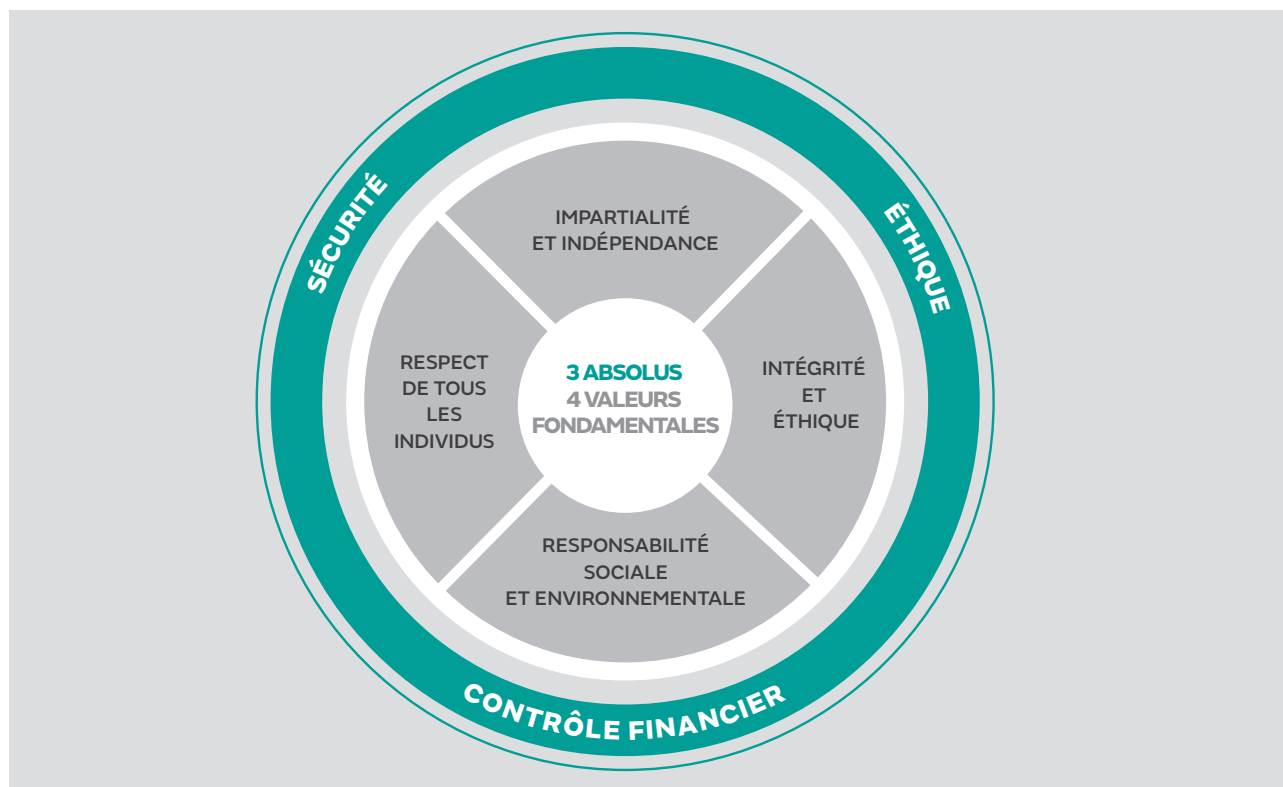 SÉCURITÉ
ÉTHIQUE
IMPARTIALITÉ
ET INDÉPENDANCE
RESPECT
DE TOUS
LES
INDIVIDUS
3 ABSOLUS
4 VALEURS
FONDAMENTALES
INTÉGRITÉ
ET
ÉTHIQUE
RESPONSABILITÉ
SOCIALE
ET ENVIRONNEMENTALE
CONTRÔLE FINANCIER